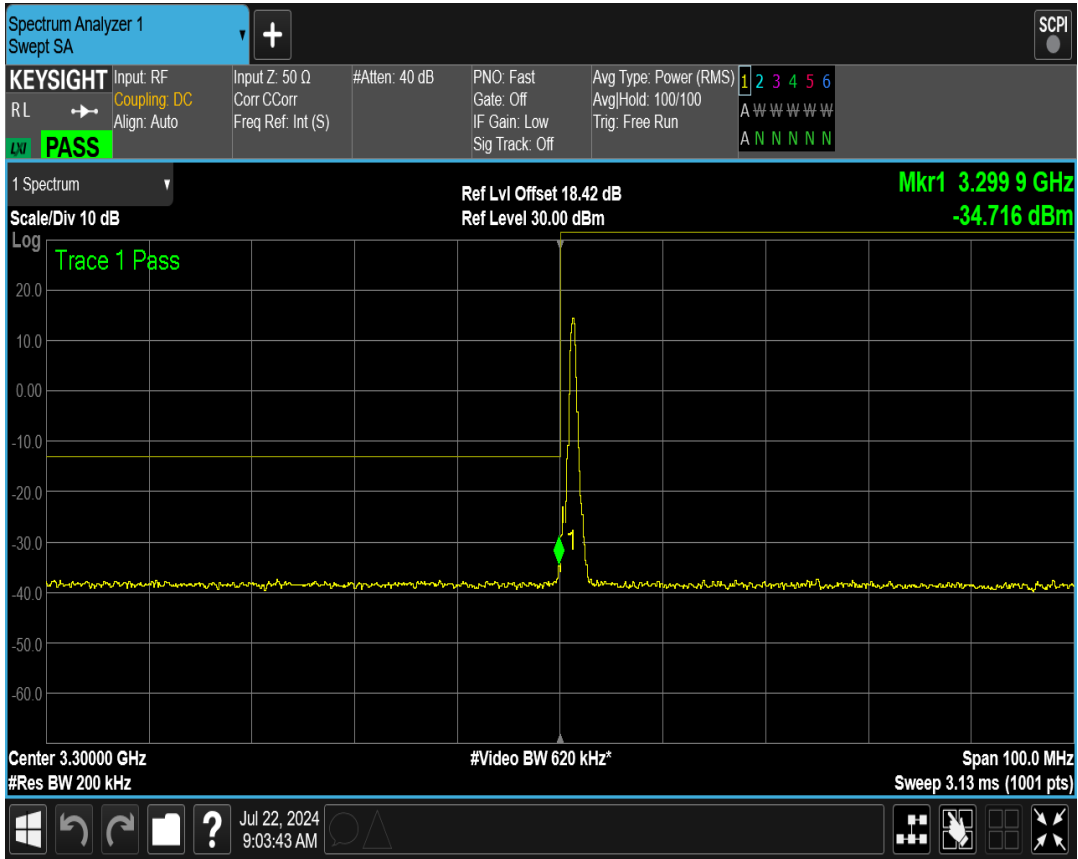 Spectrum Analyzer 1
Swept SA
+
SCPI
KEYSIGHT
RL
LXI PASS
Input: RF
Coupling: DC
Align: Auto
Input Z: 50 Ω
Corr CCorr
Freq Ref: Int (S)
#Atten: 40 dB
PNO: Fast
Gate: Off
IF Gain: Low
Sig Track: Off
Avg Type: Power (RMS)
Avg|Hold: 100/100
Trig: Free Run
1 2 3 4 5 6
A W W W W W
A N N N N N
1 Spectrum
Scale/Div 10 dB
Ref Lvl Offset 18.42 dB
Ref Level 30.00 dBm
Mkr1 3.299 9 GHz
-34.716 dBm
Log
Trace 1 Pass
20.0
10.0
0.00
-10.0
-20.0
-30.0
1
-40.0
-50.0
-60.0
Center 3.30000 GHz
#Res BW 200 kHz
#Video BW 620 kHz*
Span 100.0 MHz
Sweep 3.13 ms (1001 pts)
?
Jul 22, 2024
9:03:43 AM